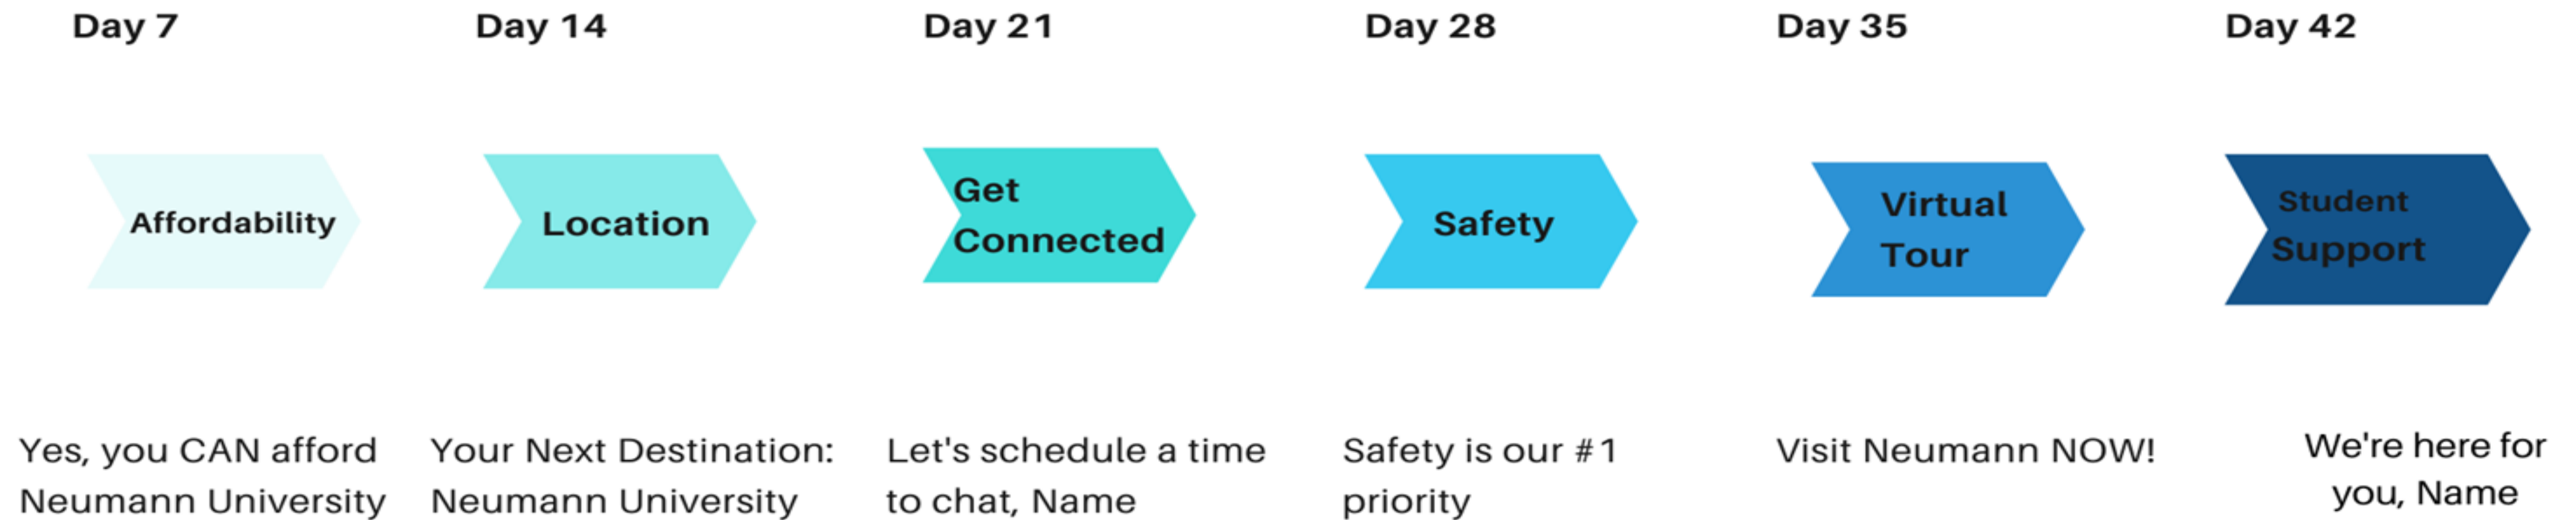 Day 7
Day 14
Day 21
Day 28
Day 35
Day 42
Affordability
Location
Get
Connected
Safety
Virtual
Tour
Student
Support
Yes, you CAN afford
Neumann University
Your Next Destination:
Neumann University
Let's schedule a time
to chat, Name
Safety is our #1
priority
Visit Neumann NOW!
We're here for
you, Name